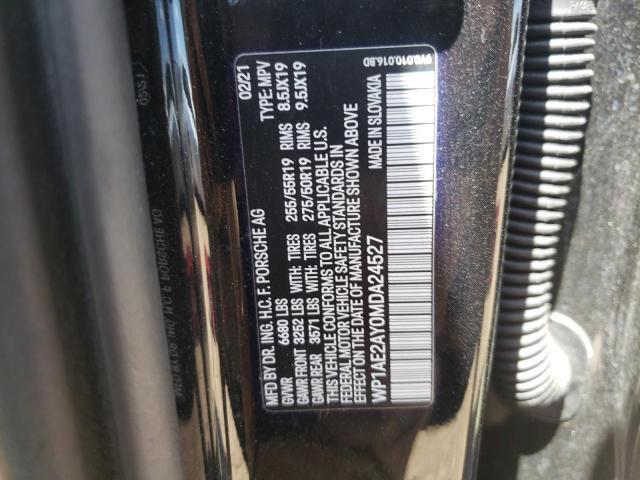 MFD BY DR. ING. H.C. F. PORSCHE AG 02/21
GVWR 6680 LBS TYPE: MPV
GAWR FRONT 3252 LBS WITH: TIRES 255/55R19 RIMS 8.5JX19
GAWR REAR 3571 LBS WITH: TIRES 275/50R19 RIMS 9.5JX19
THIS VEHICLE CONFORMS TO ALL APPLICABLE U.S.
FEDERAL MOTOR VEHICLE SAFETY STANDARDS IN
EFFECT ON THE DATE OF MANUFACTURE SHOWN ABOVE
WP1AE2AY0MDA24527 MADE IN SLOVAKIA
9Y0.010.016.BD